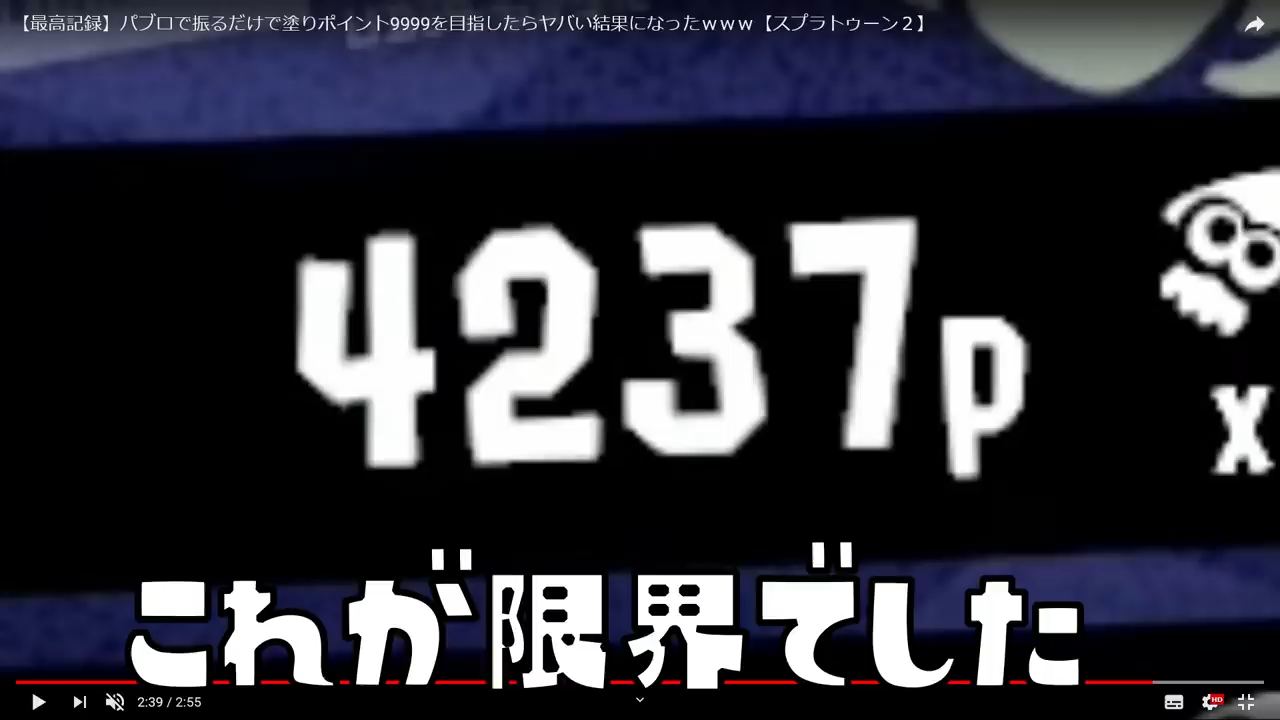 【最高記録】パブロで振るだけで塗りポイント9999を目指したらヤバい結果になったｗｗｗ【スプラトゥーン２】
4237p
x
これが限界でした
2:39 / 2:55
HD